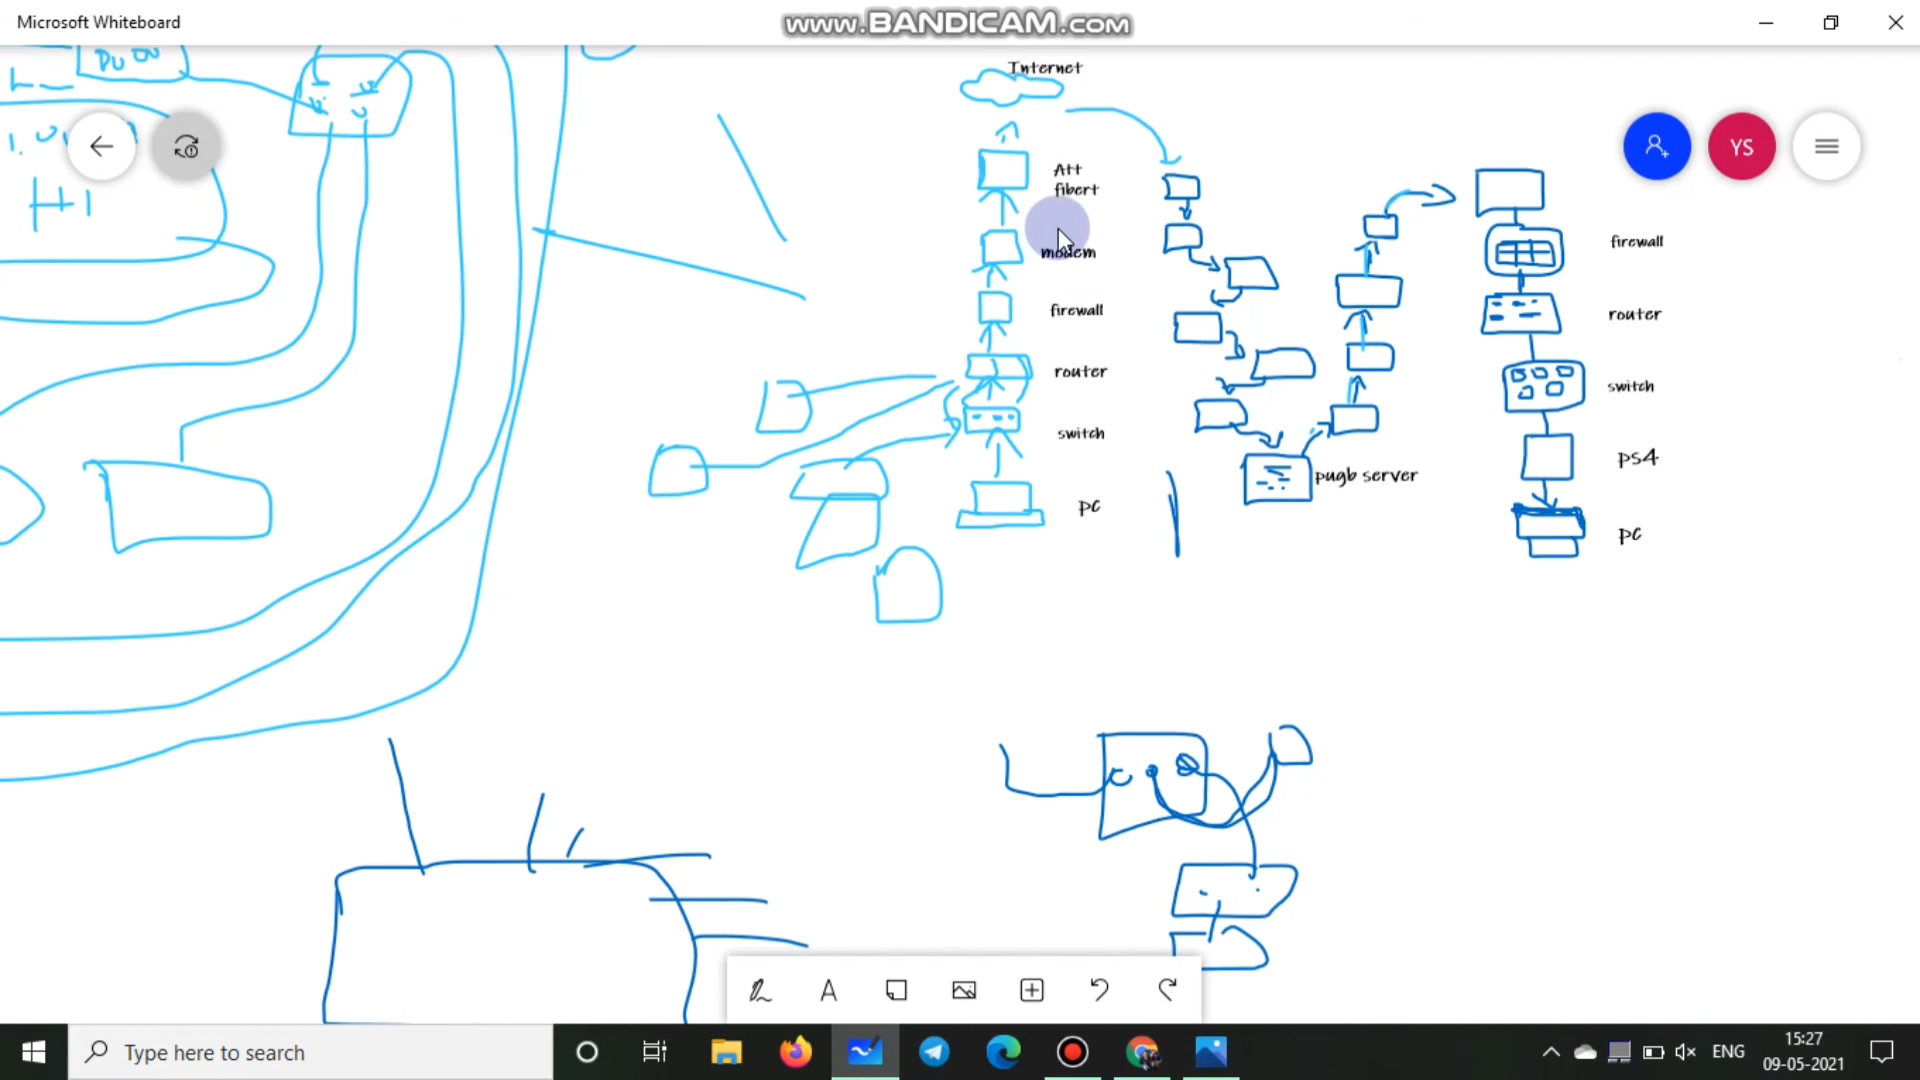 Microsoft Whiteboard
www.BANDICAM.com
Internet
Att
fibert
modem
firewall
router
switch
PC
pugb server
firewall
router
switch
ps4
pc
H1
YS
A
Type here to search
ENG
15:27
09-05-2021